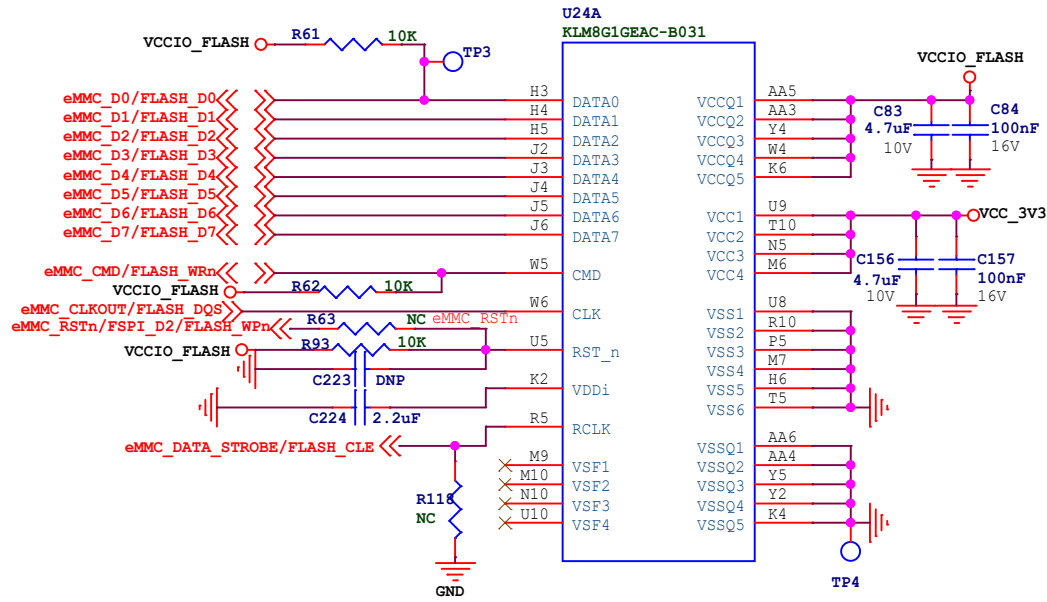 U24A
KLM8G1GEAC-B031
R61 10K
VCCIO_FLASH
TP3
VCCIO_FLASH
eMMC_D0/FLASH_D0 H3 DATA0 VCCQ1 AA5
eMMC_D1/FLASH_D1 H4 DATA1 VCCQ2 AA3
eMMC_D2/FLASH_D2 H5 DATA2 VCCQ3 Y4
eMMC_D3/FLASH_D3 J2 DATA3 VCCQ4 W4
eMMC_D4/FLASH_D4 J3 DATA4 VCCQ5 K6
eMMC_D5/FLASH_D5 J4 DATA5
eMMC_D6/FLASH_D6 J5 DATA6 VCC1 U9
eMMC_D7/FLASH_D7 J6 DATA7 VCC2 T10
VCC3 N5
C83 C84
4.7uF 100nF
10V 16V
VCC_3V3
eMMC_CMD/FLASH_WRn W5 CMD VCC4 M6
C156 C157
4.7uF 100nF
10V 16V
VCCIO_FLASH R62 10K
eMMC_CLKOUT/FLASH_DQS W6 CLK VSS1 U8
eMMC_RSTn/FSPI_D2/FLASH_WPn R63 NC eMMC_RSTn VSS2 R10
VCCIO_FLASH R93 10K U5 RST_n VSS3 P5
VSS4 M7
C223 DNP K2 VDDi VSS5 H6
VSS6 T5
C224 2.2uF R5 RCLK
eMMC_DATA_STROBE/FLASH_CLE VSSQ1 AA6
M9 VSF1 VSSQ2 AA4
M10 VSF2 VSSQ3 Y5
N10 VSF3 VSSQ4 Y2
U10 VSF4 VSSQ5 K4
R118
NC
GND
TP4